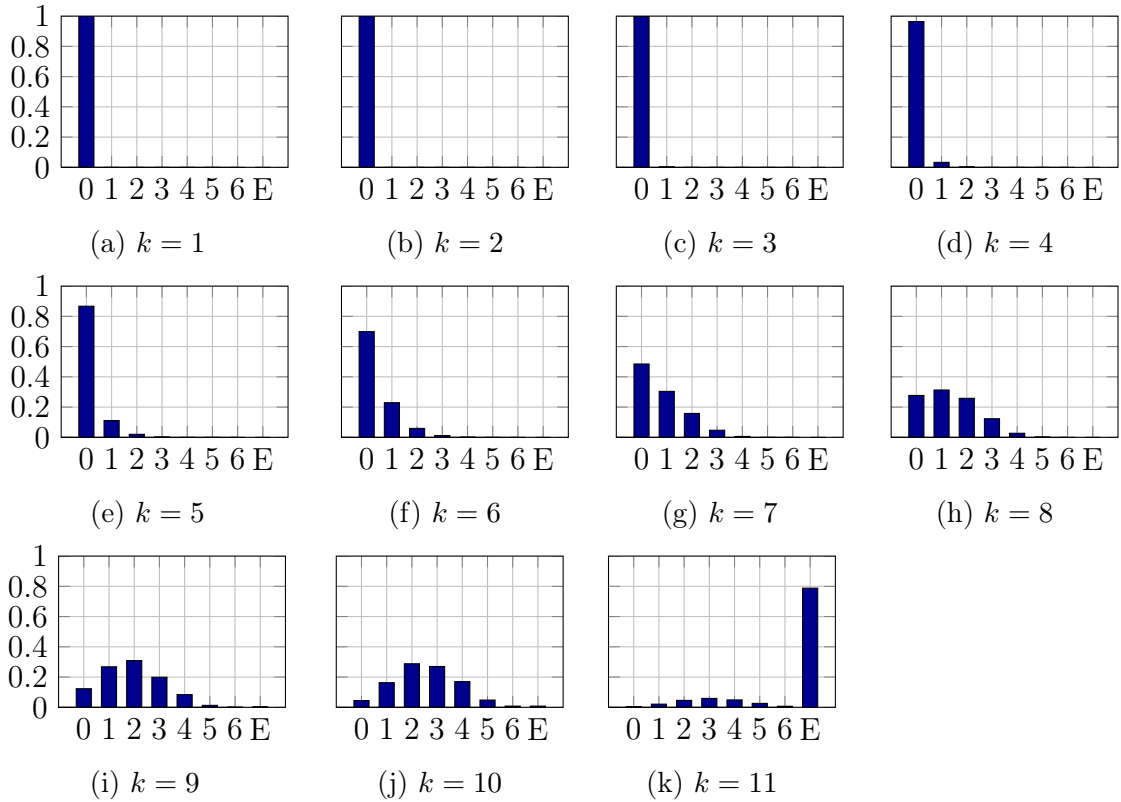 1
0.8
0.6
0.4
0.2
0
0 1 2 3 4 5 6 E
0 1 2 3 4 5 6 E
0 1 2 3 4 5 6 E
0 1 2 3 4 5 6 E
(a) k = 1
(b) k = 2
(c) k = 3
(d) k = 4
1
0.8
0.6
0.4
0.2
0
0 1 2 3 4 5 6 E
0 1 2 3 4 5 6 E
0 1 2 3 4 5 6 E
0 1 2 3 4 5 6 E
(e) k = 5
(f) k = 6
(g) k = 7
(h) k = 8
1
0.8
0.6
0.4
0.2
0
0 1 2 3 4 5 6 E
0 1 2 3 4 5 6 E
0 1 2 3 4 5 6 E
(i) k = 9
(j) k = 10
(k) k = 11